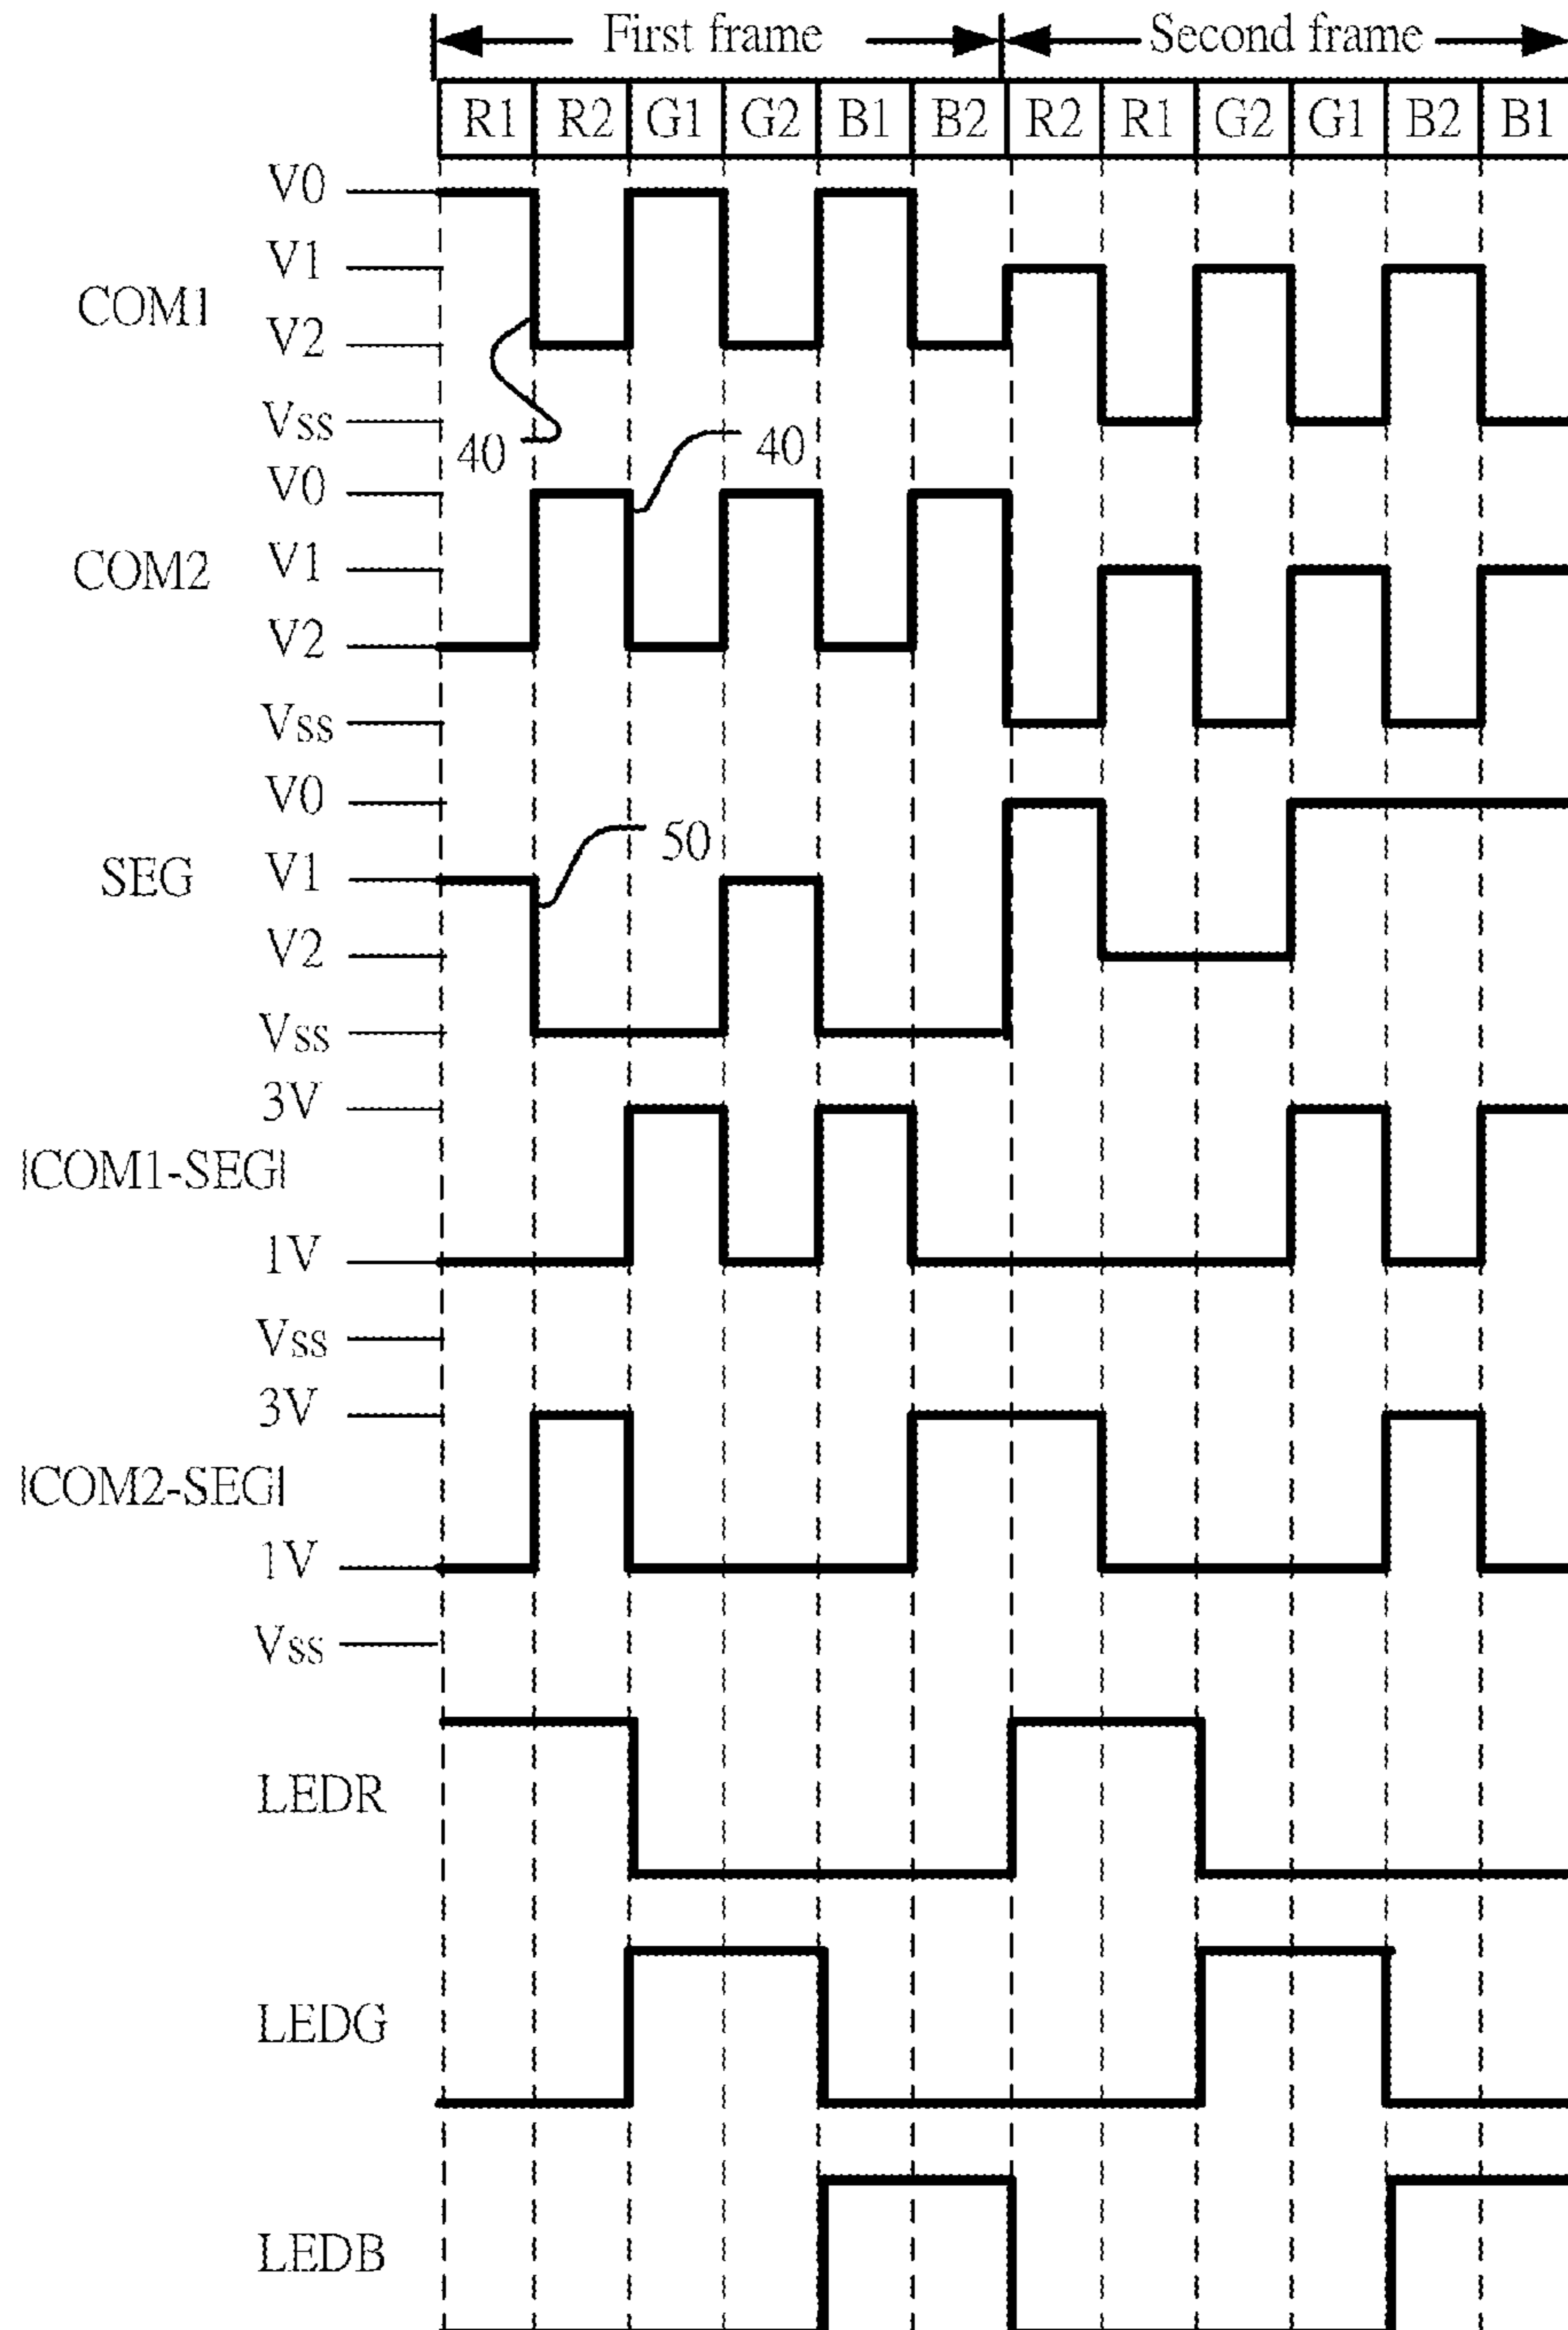 First frame Second frame
R1 R2 G1 G2 B1 B2 R2 R1 G2 G1 B2 B1
V0
V1
COM1
V2
Vss
40 40
V0
V1
COM2
V2
Vss
V0
50
SEG V1
V2
Vss
3V
|COM1-SEG|
1V
Vss
3V
|COM2-SEG|
1V
Vss
LEDR
LEDG
LEDB